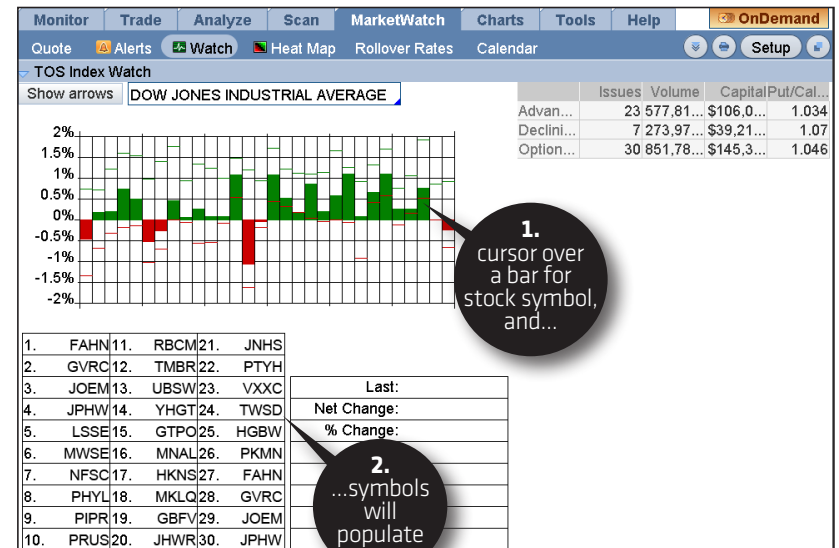 Monitor Trade Analyze Scan MarketWatch Charts Tools Help OnDemand
Quote Alerts Watch Heat Map Rollover Rates Calendar Setup
TOS Index Watch
Show arrows DOW JONES INDUSTRIAL AVERAGE
Issues Volume Capital Put/Cal...
Advan... 23 577,81... $106,0... 1.034
Declini... 7 273,97... $39,21... 1.07
Option... 30 851,78... $145,3... 1.046
2%
1.5%
1%
0.5%
0%
-0.5%
-1%
-1.5%
-2%
1.
cursor over
a bar for
stock symbol,
and...
1. FAHN 11. RBCM 21. JNHS
2. GVRC 12. TMBR 22. PTYH
3. JOEM 13. UBSW 23. VXXC
4. JPHW 14. YHGT 24. TWSD
5. LSSE 15. GTPO 25. HGBW
6. MWSE 16. MNAL 26. PKMN
7. NFSC 17. HKNS 27. FAHN
8. PHYL 18. MKLQ 28. GVRC
9. PIPR 19. GBFV 29. JOEM
10. PRUS 20. JHWR 30. JPHW
Last:
Net Change:
% Change:
2.
...symbols
will
populate